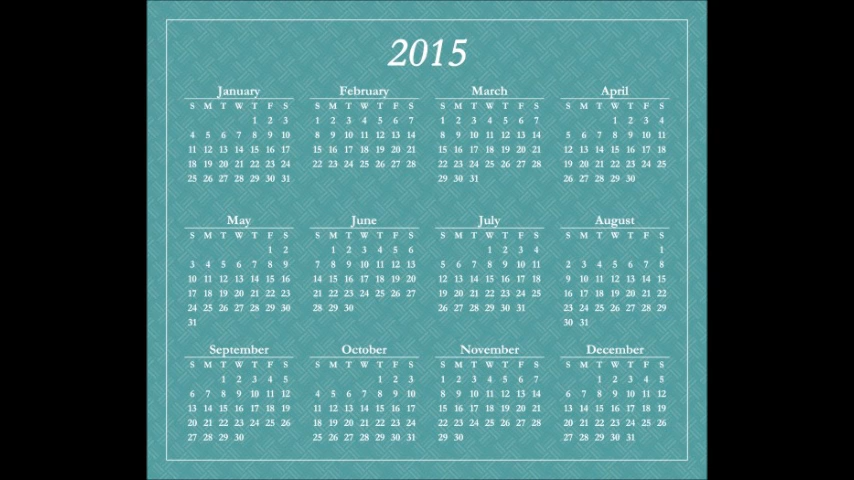 2015
January February March April
S M T W T F S S M T W T F S S M T W T F S S M T W T F S
1 2 3 1 2 3 4 5 6 7 1 2 3 4 5 6 7 1 2 3 4
4 5 6 7 8 9 10 8 9 10 11 12 13 14 8 9 10 11 12 13 14 5 6 7 8 9 10 11
11 12 13 14 15 16 17 15 16 17 18 19 20 21 15 16 17 18 19 20 21 12 13 14 15 16 17 18
18 19 20 21 22 23 24 22 23 24 25 26 27 28 22 23 24 25 26 27 28 19 20 21 22 23 24 25
25 26 27 28 29 30 31 29 30 31 26 27 28 29 30
May June July August
S M T W T F S S M T W T F S S M T W T F S S M T W T F S
1 2 1 2 3 4 5 6 1 2 3 4 1
3 4 5 6 7 8 9 7 8 9 10 11 12 13 5 6 7 8 9 10 11 2 3 4 5 6 7 8
10 11 12 13 14 15 16 14 15 16 17 18 19 20 12 13 14 15 16 17 18 9 10 11 12 13 14 15
17 18 19 20 21 22 23 21 22 23 24 25 26 27 19 20 21 22 23 24 25 16 17 18 19 20 21 22
24 25 26 27 28 29 30 28 29 30 26 27 28 29 30 31 23 24 25 26 27 28 29
31 30 31
September October November December
S M T W T F S S M T W T F S S M T W T F S S M T W T F S
1 2 3 4 5 1 2 3 1 2 3 4 5 6 7 1 2 3 4 5
6 7 8 9 10 11 12 4 5 6 7 8 9 10 8 9 10 11 12 13 14 6 7 8 9 10 11 12
13 14 15 16 17 18 19 11 12 13 14 15 16 17 15 16 17 18 19 20 21 13 14 15 16 17 18 19
20 21 22 23 24 25 26 18 19 20 21 22 23 24 22 23 24 25 26 27 28 20 21 22 23 24 25 26
27 28 29 30 25 26 27 28 29 30 31 29 30 27 28 29 30 31